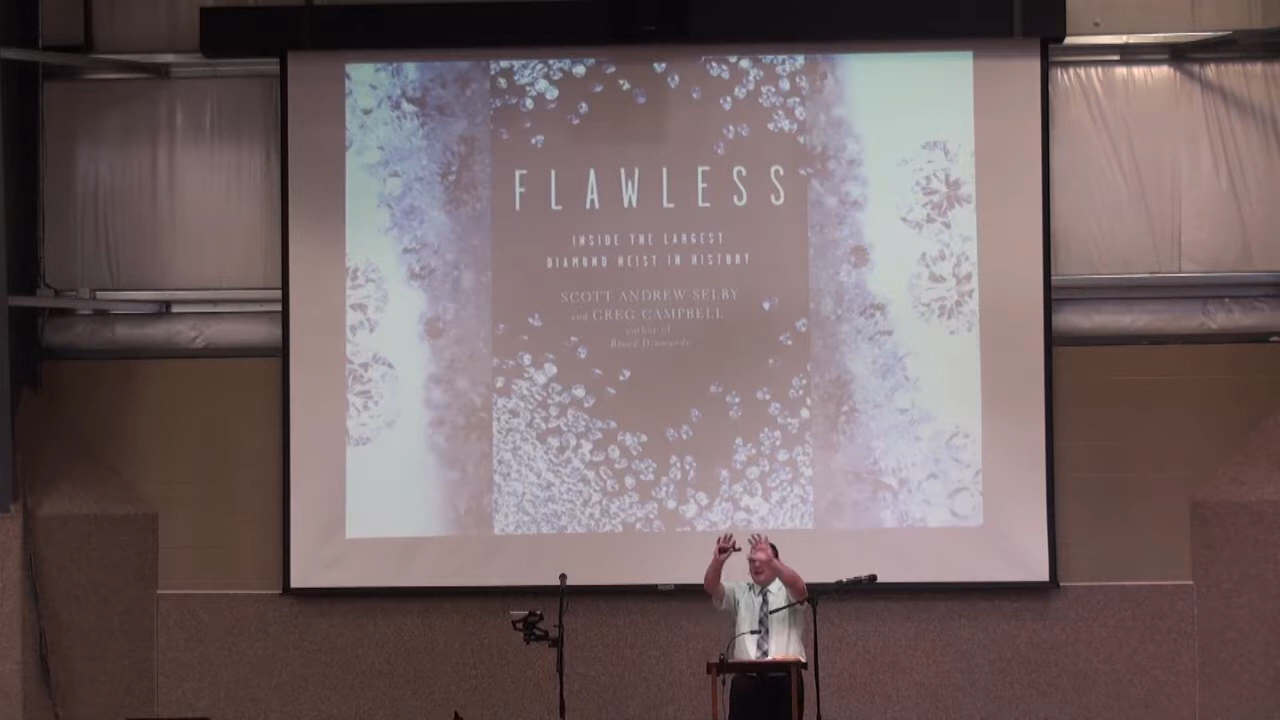 FLAWLESS
INSIDE THE LARGEST
DIAMOND HEIST IN HISTORY
SCOTT ANDREW SELBY
and GREG CAMPBELL
author of
Blood Diamonds